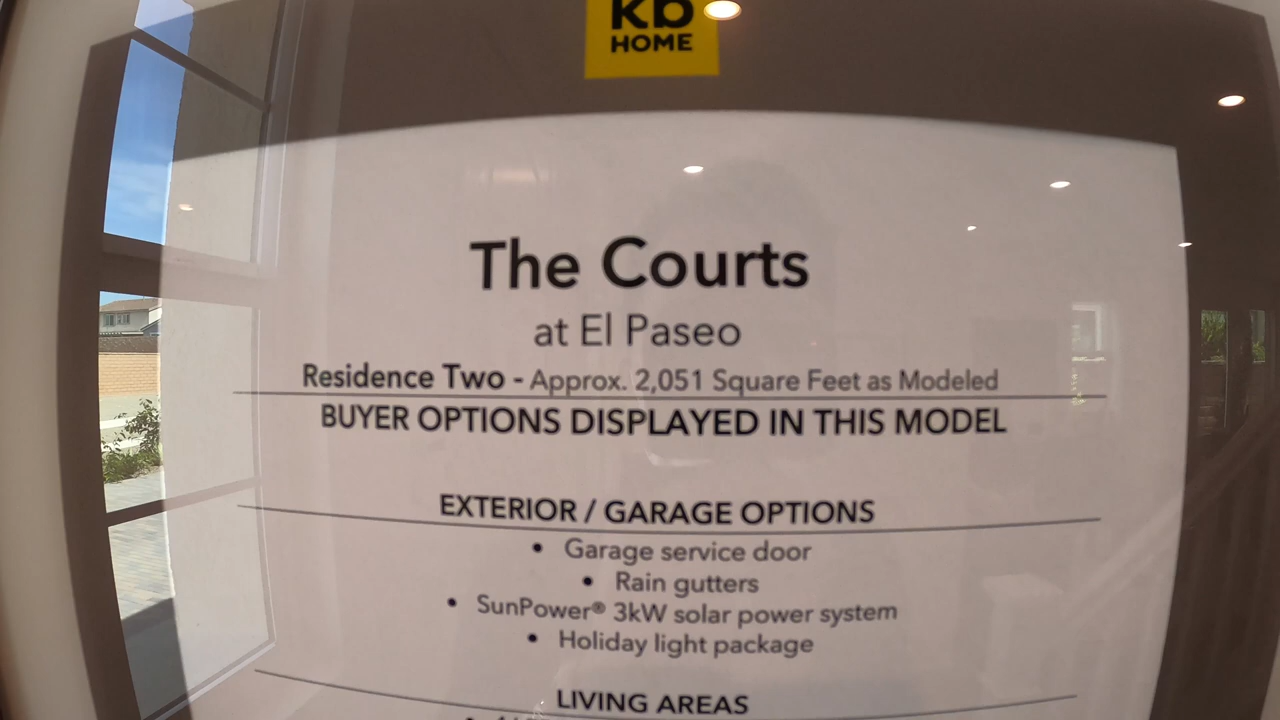 kb
HOME
The Courts
at El Paseo
Residence Two - Approx. 2,051 Square Feet as Modeled
BUYER OPTIONS DISPLAYED IN THIS MODEL
EXTERIOR / GARAGE OPTIONS
• Garage service door
• Rain gutters
• SunPower® 3kW solar power system
• Holiday light package
LIVING AREAS